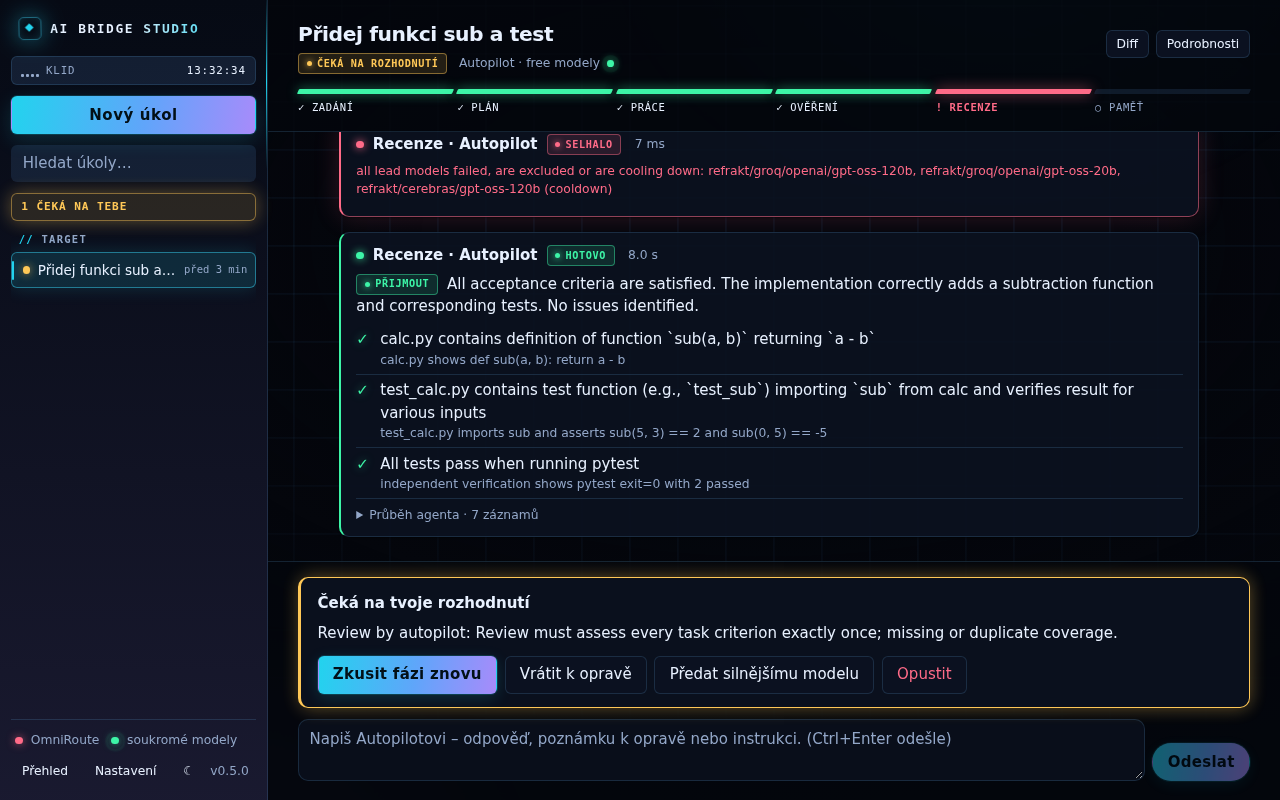 AI BRIDGE STUDIO
KLID 13:32:34
Nový úkol
Hledat úkoly…
1 ČEKÁ NA TEBE
// TARGET
Přidej funkci sub a… před 3 min
OmniRoute soukromé modely
Přehled Nastavení ☾ v0.5.0
Přidej funkci sub a test
ČEKÁ NA ROZHODNUTÍ Autopilot · free modely
Diff Podrobnosti
✓ ZADÁNÍ ✓ PLÁN ✓ PRÁCE ✓ OVĚŘENÍ ! RECENZE ○ PAMĚŤ
Recenze · Autopilot SELHALO 7 ms
all lead models failed, are excluded or are cooling down: refrakt/groq/openai/gpt-oss-120b, refrakt/groq/openai/gpt-oss-20b,
refrakt/cerebras/gpt-oss-120b (cooldown)
Recenze · Autopilot HOTOVO 8.0 s
PŘIJMOUT All acceptance criteria are satisfied. The implementation correctly adds a subtraction function
and corresponding tests. No issues identified.
✓ calc.py contains definition of function `sub(a, b)` returning `a - b`
calc.py shows def sub(a, b): return a - b
✓ test_calc.py contains test function (e.g., `test_sub`) importing `sub` from calc and verifies result for
various inputs
test_calc.py imports sub and asserts sub(5, 3) == 2 and sub(0, 5) == -5
✓ All tests pass when running pytest
independent verification shows pytest exit=0 with 2 passed
▶ Průběh agenta · 7 záznamů
Čeká na tvoje rozhodnutí
Review by autopilot: Review must assess every task criterion exactly once; missing or duplicate coverage.
Zkusit fázi znovu Vrátit k opravě Předat silnějšímu modelu Opustit
Napiš Autopilotovi – odpověď, poznámku k opravě nebo instrukci. (Ctrl+Enter odešle)
Odeslat